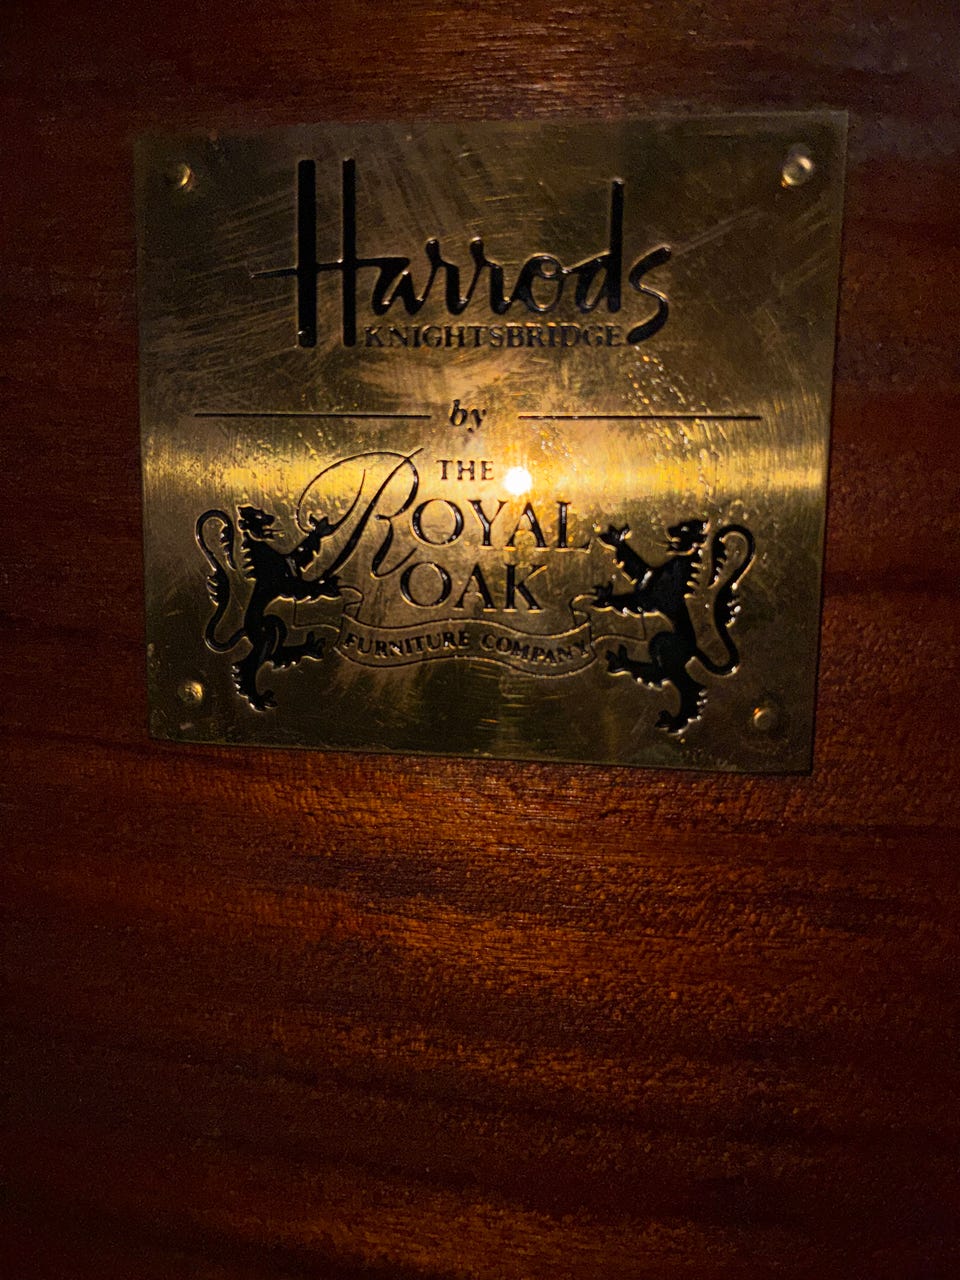 Harrods
KNIGHTSBRIDGE
by
THE
ROYAL
OAK
FURNITURE COMPANY